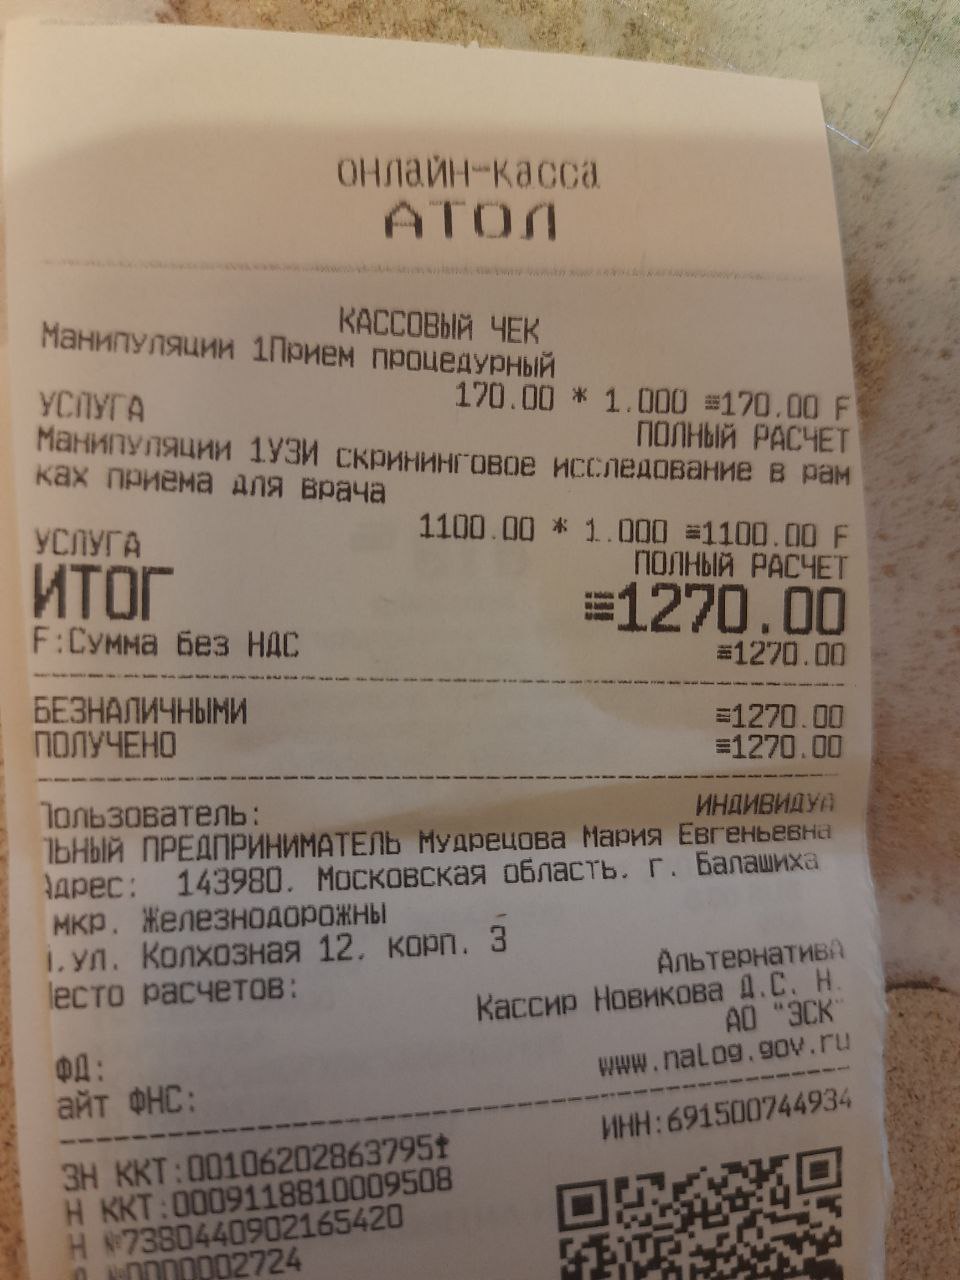 онлайн-касса
АТОЛ
КАССОВЫЙ ЧЕК
Манипуляции 1Прием процедурный
170.00 * 1.000 ≡170.00 F
УСЛУГА ПОЛНЫЙ РАСЧЕТ
Манипуляции 1УЗИ скрининговое исследование в рам
ках приема для врача
1100.00 * 1.000 ≡1100.00 F
УСЛУГА ПОЛНЫЙ РАСЧЕТ
ИТОГ ≡1270.00
F:Сумма без НДС ≡1270.00
БЕЗНАЛИЧНЫМИ ≡1270.00
ПОЛУЧЕНО ≡1270.00
Пользователь: ИНДИВИДУА
ЛЬНЫЙ ПРЕДПРИНИМАТЕЛЬ Мудрецова Мария Евгеньевна
Адрес: 143980. Московская область. г. Балашиха
мкр. Железнодорожны
й.ул. Колхозная 12. корп. 3
Место расчетов: АльтернативА
Кассир Новикова Д.С. Н.
АО "ЭСК"
ФД: www.nalog.gov.ru
айт ФНС:
ИНН:691500744934
ЗН ККТ:00106202863795
Н ККТ:0009118810009508
Н №7380440902165420
Д №0000002724